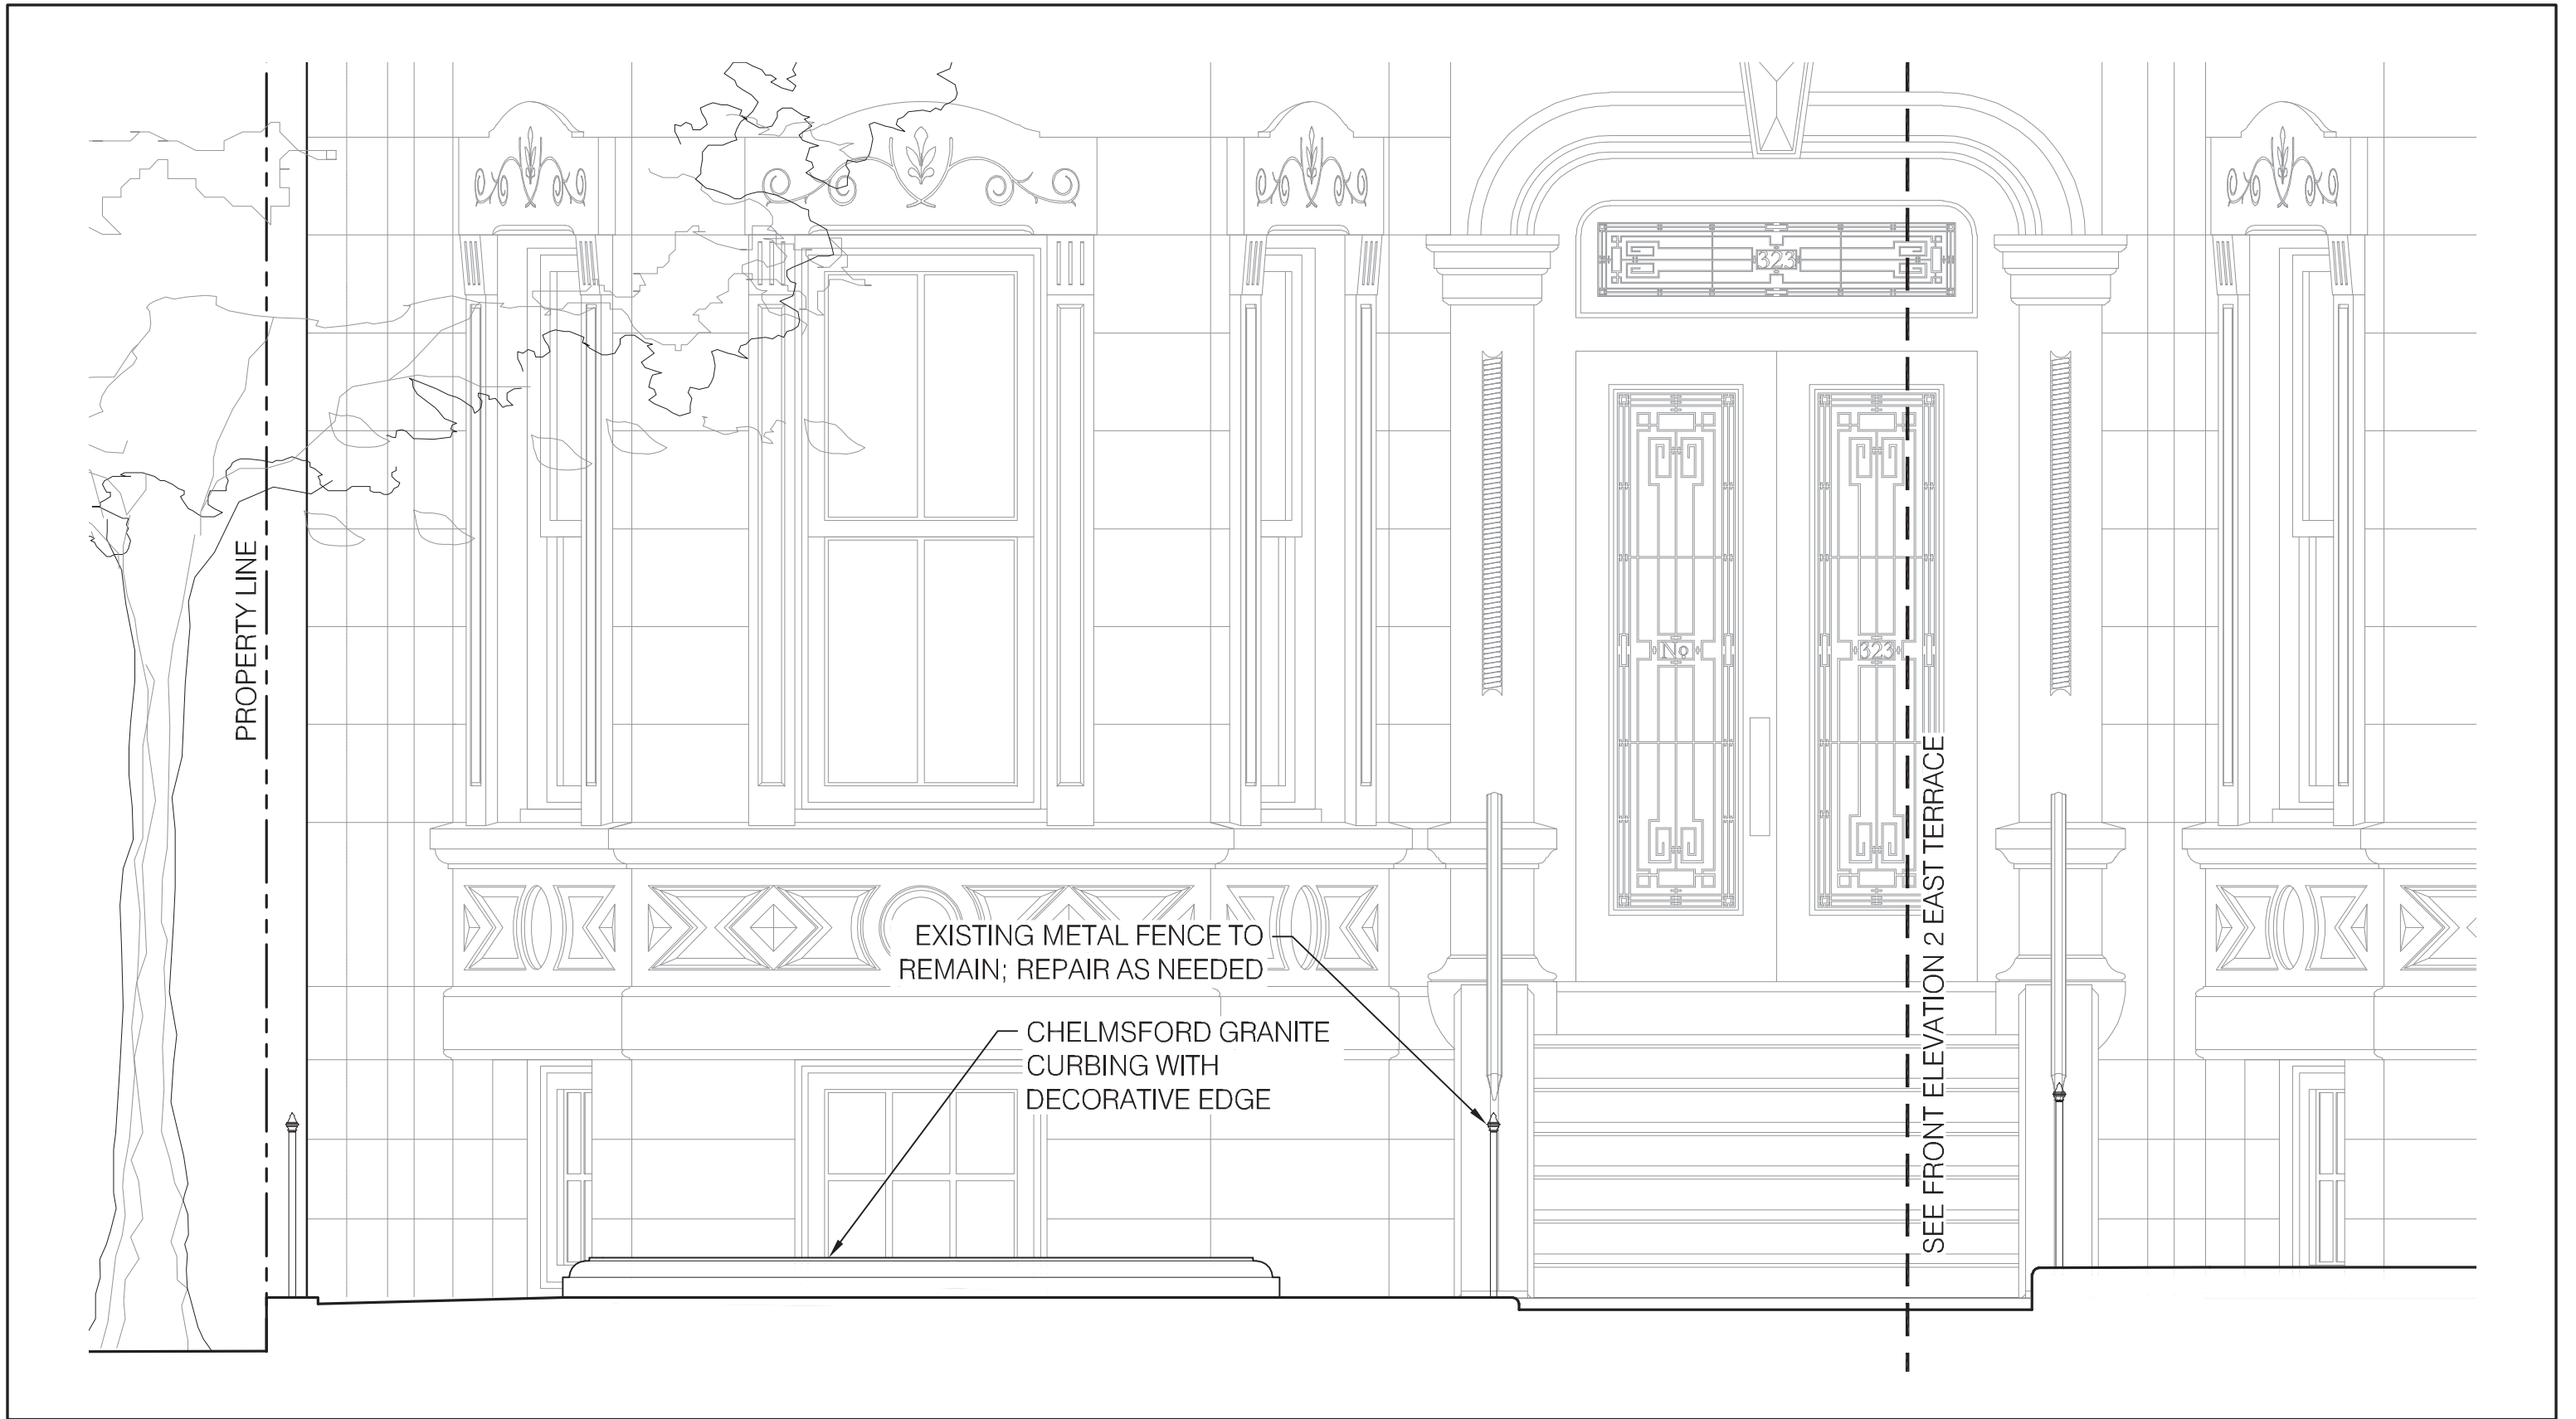 323
No
323
PROPERTY LINE
SEE FRONT ELEVATION 2 EAST TERRACE
EXISTING METAL FENCE TO
REMAIN; REPAIR AS NEEDED
CHELMSFORD GRANITE
CURBING WITH
DECORATIVE EDGE